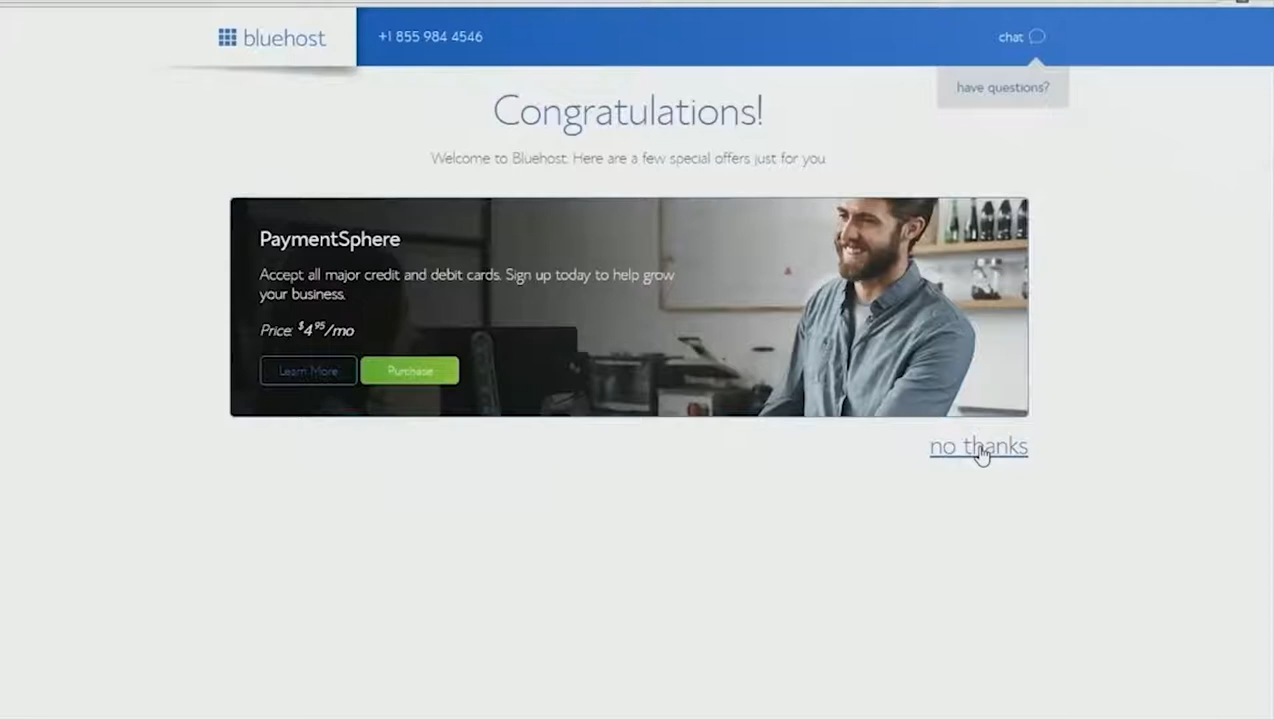 bluehost
+1 855 984 4546
chat
have questions?
Congratulations!
Welcome to Bluehost. Here are a few special offers just for you
PaymentSphere
Accept all major credit and debit cards. Sign up today to help grow
your business.
Price: $4.95/mo
Learn More Purchase
no thanks